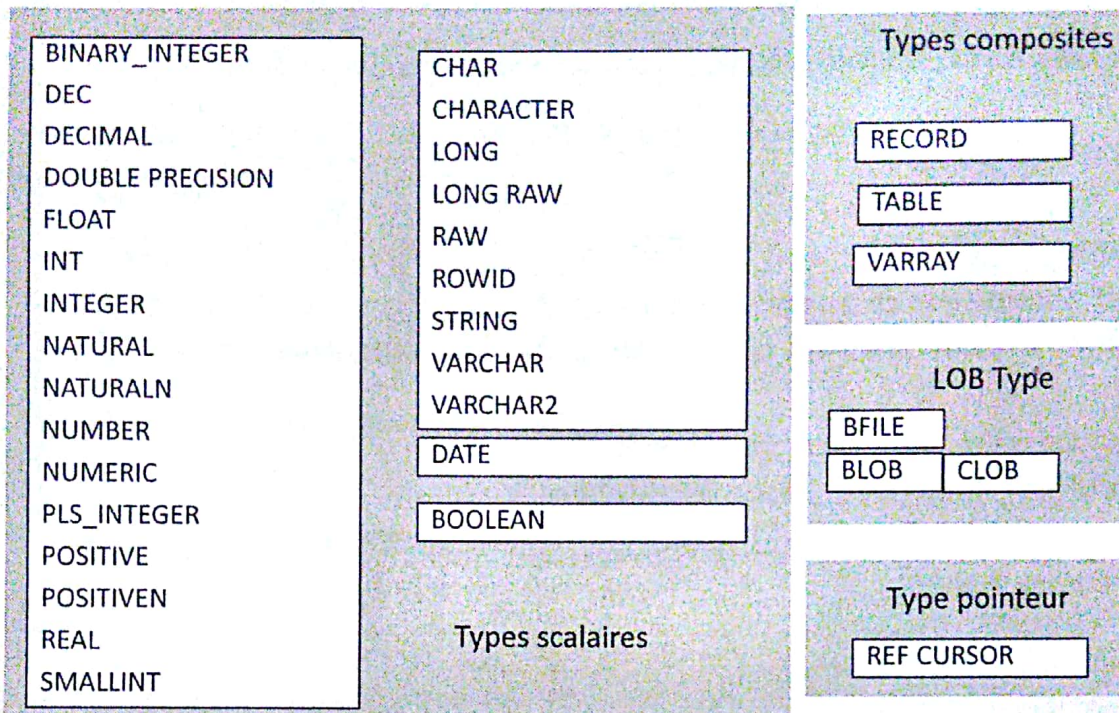 BINARY_INTEGER
DEC
DECIMAL
DOUBLE PRECISION
FLOAT
INT
INTEGER
NATURAL
NATURALN
NUMBER
NUMERIC
PLS_INTEGER
POSITIVE
POSITIVEN
REAL
SMALLINT
CHAR
CHARACTER
LONG
LONG RAW
RAW
ROWID
STRING
VARCHAR
VARCHAR2
DATE
BOOLEAN
Types scalaires
Types composites
RECORD
TABLE
VARRAY
LOB Type
BFILE
BLOB CLOB
Type pointeur
REF CURSOR